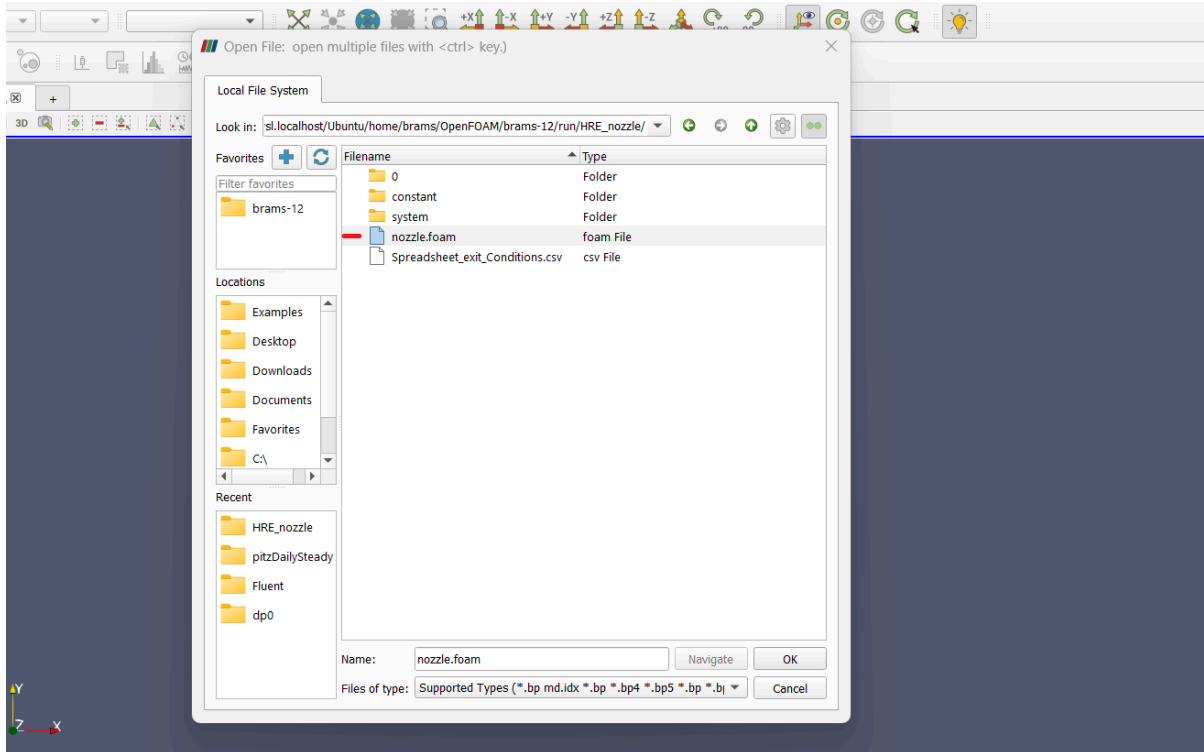 +X -X +Y -Y +Z -Z +90 -90
Open File: open multiple files with <ctrl> key.)
Local File System
+
3D
Look in: sl.localhost/Ubuntu/home/brams/OpenFOAM/brams-12/run/HRE_nozzle/
Favorites
Filename Type
Filter favorites
0 Folder
brams-12
constant Folder
system Folder
nozzle.foam foam File
Spreadsheet_exit_Conditions.csv csv File
Locations
Examples
Desktop
Downloads
Documents
Favorites
C:\
Recent
HRE_nozzle
pitzDailySteady
Fluent
dp0
Name: nozzle.foam Navigate OK
Files of type: Supported Types (*.bp md.idx *.bp *.bp4 *.bp5 *.bp *.b Cancel
Y
Z X